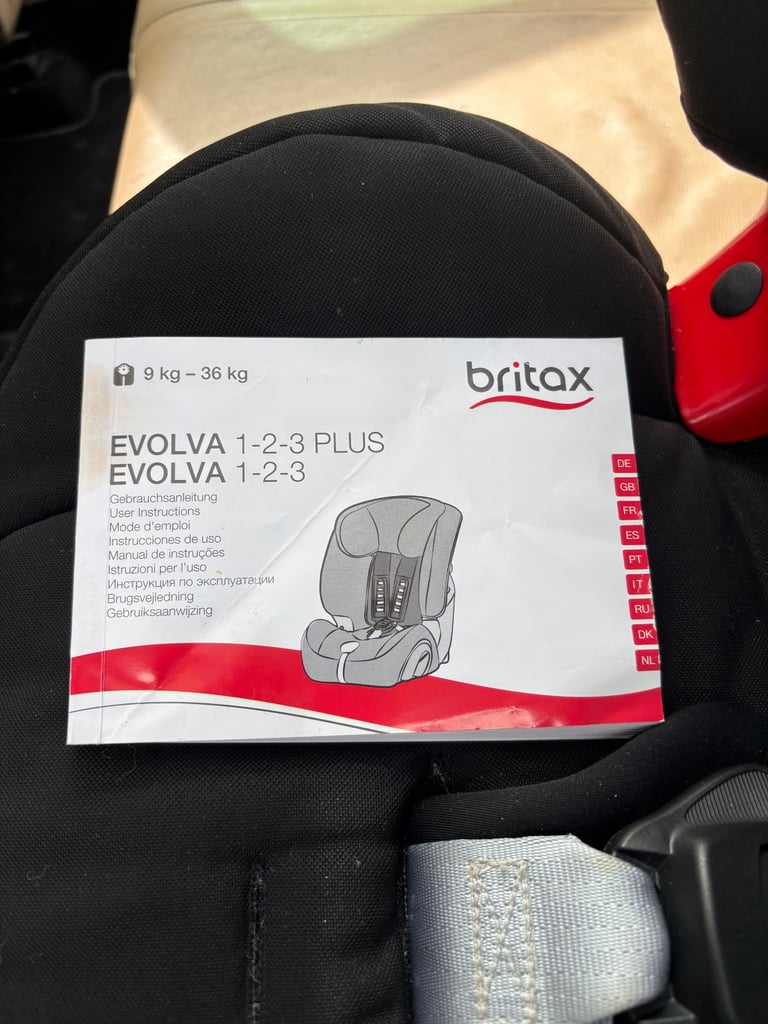 9 kg – 36 kg
britax
EVOLVA 1-2-3 PLUS
EVOLVA 1-2-3
Gebrauchsanleitung
User Instructions
Mode d'emploi
Instrucciones de uso
Manual de instruções
Istruzioni per l'uso
Инструкция по эксплуатации
Brugsvejledning
Gebruiksaanwijzing
DE
GB
FR
ES
PT
IT
RU
DK
NL